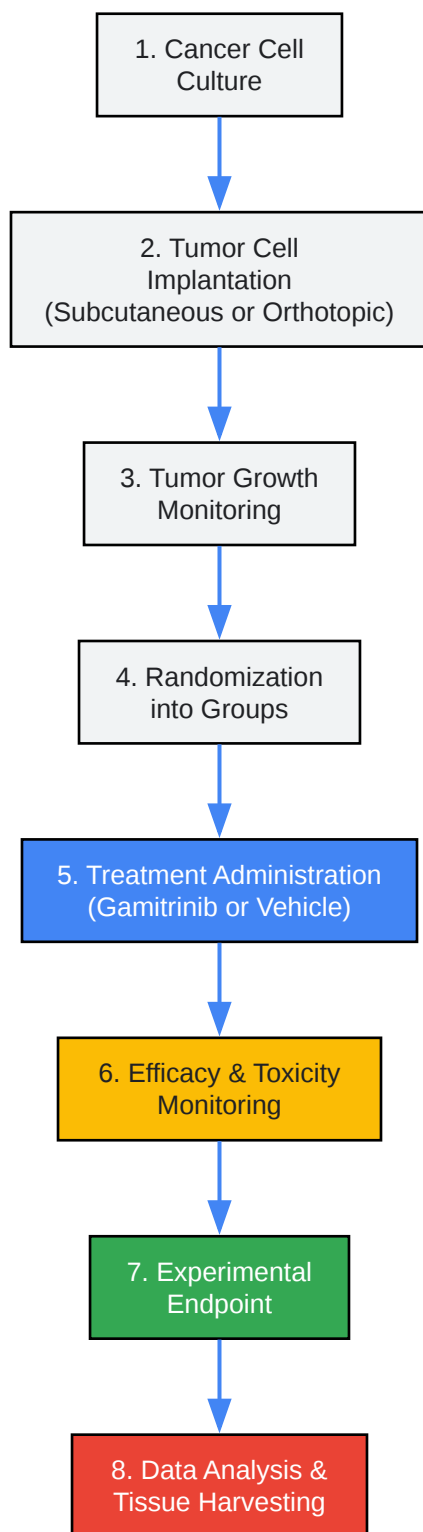 1. Cancer Cell
Culture
2. Tumor Cell
Implantation
(Subcutaneous or Orthotopic)
3. Tumor Growth
Monitoring
4. Randomization
into Groups
5. Treatment Administration
(Gamitrinib or Vehicle)
6. Efficacy & Toxicity
Monitoring
7. Experimental
Endpoint
8. Data Analysis &
Tissue Harvesting